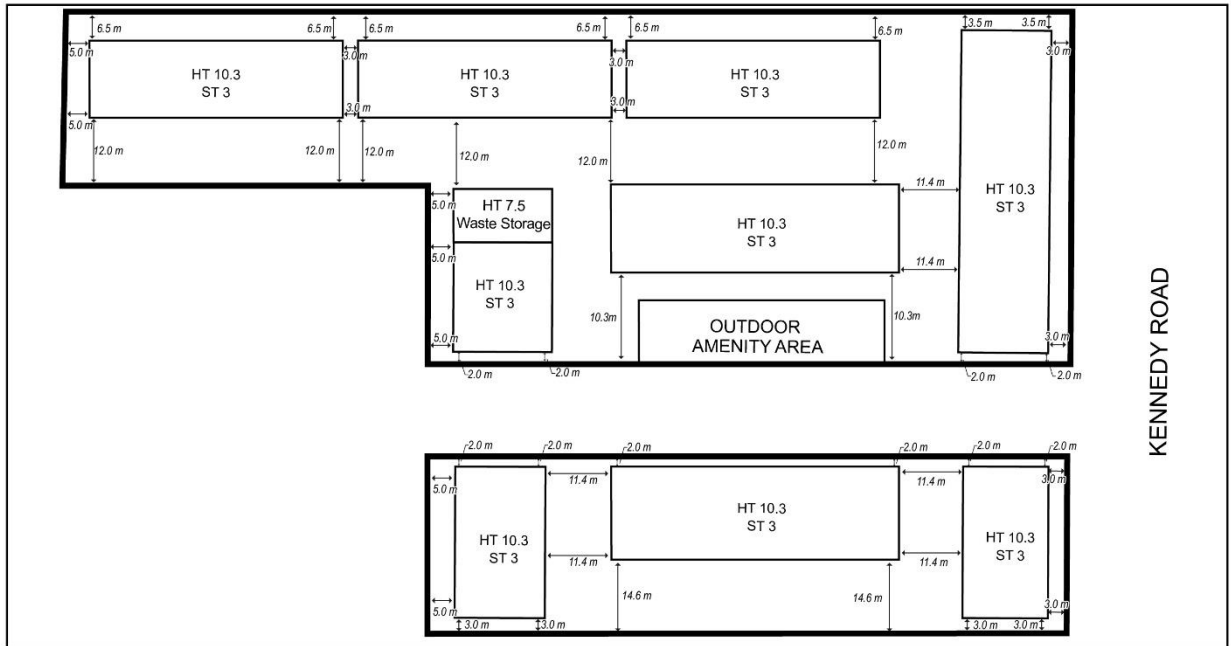 6.5 m 6.5 m 6.5 m 6.5 m 6.5 m 6.5 m 3.5 m 3.5 m
5.0 m 3.0 m 3.0 m 3.0 m
HT 10.3
ST 3
HT 10.3
ST 3
HT 10.3
ST 3
5.0 m 3.0 m 3.0 m
12.0 m 12.0 m 12.0 m 12.0 m 12.0 m 12.0 m
HT 10.3
ST 3
5.0 m
HT 7.5
Waste Storage
11.4 m
HT 10.3
ST 3
5.0 m
11.4 m
HT 10.3
ST 3
10.3m 10.3m
OUTDOOR
AMENITY AREA
5.0 m 3.0 m
2.0 m 2.0 m 2.0 m 2.0 m
KENNEDY ROAD
2.0 m 2.0 m 2.0 m 2.0 m 2.0 m 2.0 m
5.0 m 11.4 m 11.4 m 3.0 m
HT 10.3
ST 3
HT 10.3
ST 3
HT 10.3
ST 3
11.4 m 11.4 m
14.6 m 14.6 m
5.0 m 3.0 m
3.0 m 3.0 m 3.0 m 3.0 m